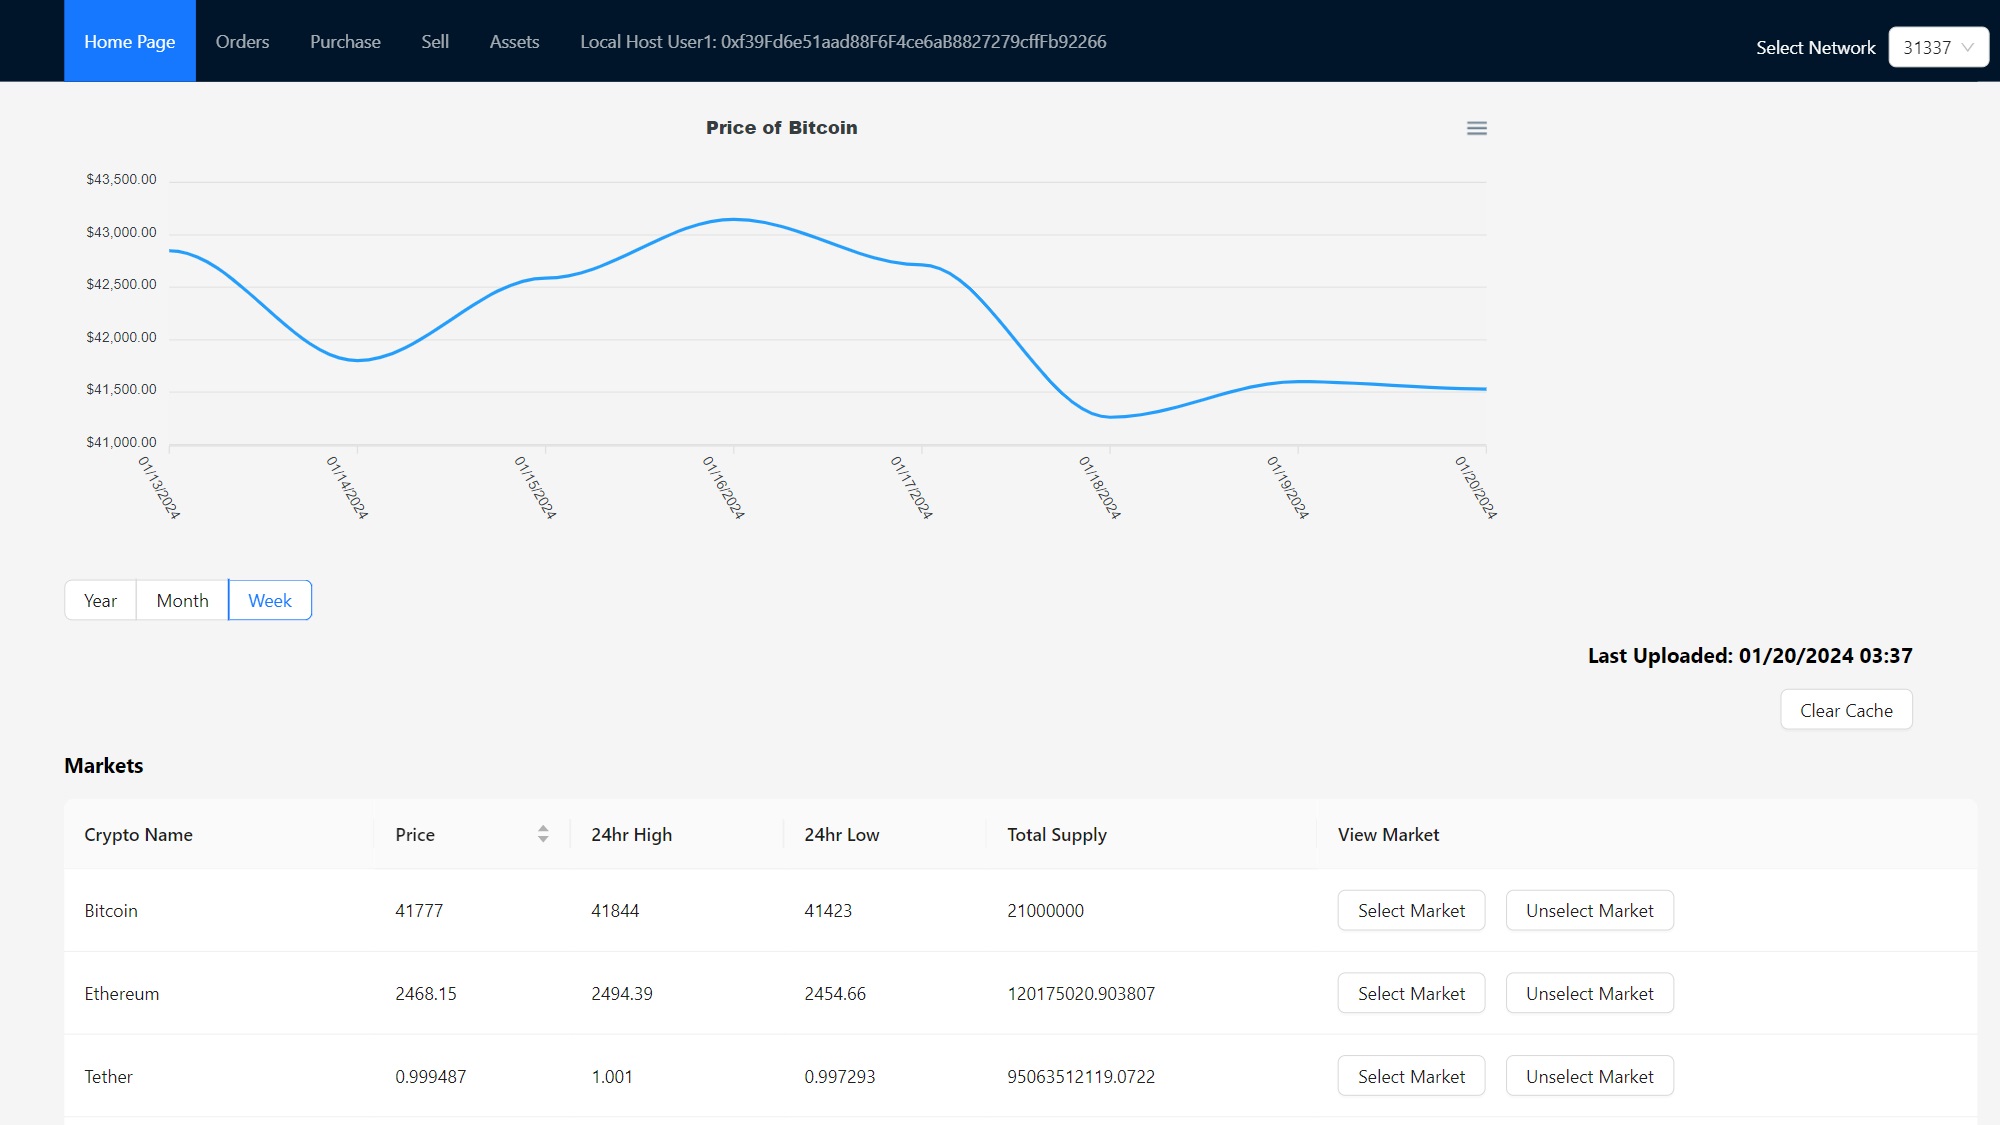 Home Page Orders Purchase Sell Assets Local Host User1: 0xf39Fd6e51aad88F6F4ce6aB8827279cffFb92266 Select Network 31337
Price of Bitcoin
$43,500.00
$43,000.00
$42,500.00
$42,000.00
$41,500.00
$41,000.00
01/13/2024 01/14/2024 01/15/2024 01/16/2024 01/17/2024 01/18/2024 01/19/2024 01/20/2024
Year Month Week
Last Uploaded: 01/20/2024 03:37
Clear Cache
Markets
Crypto Name Price 24hr High 24hr Low Total Supply View Market
Bitcoin 41777 41844 41423 21000000 Select Market Unselect Market
Ethereum 2468.15 2494.39 2454.66 120175020.903807 Select Market Unselect Market
Tether 0.999487 1.001 0.997293 95063512119.0722 Select Market Unselect Market